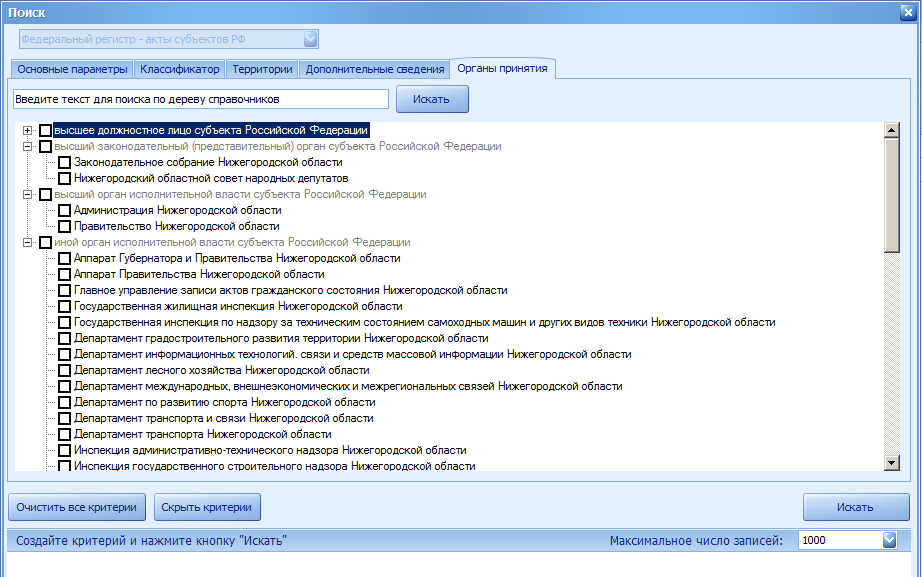 Поиск
Федеральный регистр - акты субъектов РФ
Основные параметры Классификатор Территории Дополнительные сведения Органы принятия
Введите текст для поиска по дереву справочников Искать
высшее должностное лицо субъекта Российской Федерации
высший законодательный (представительный) орган субъекта Российской Федерации
Законодательное собрание Нижегородской области
Нижегородский областной совет народных депутатов
высший орган исполнительной власти субъекта Российской Федерации
Администрация Нижегородской области
Правительство Нижегородской области
иной орган исполнительной власти субъекта Российской Федерации
Аппарат Губернатора и Правительства Нижегородской области
Аппарат Правительства Нижегородской области
Главное управление записи актов гражданского состояния Нижегородской области
Государственная жилищная инспекция Нижегородской области
Государственная инспекция по надзору за техническим состоянием самоходных машин и других видов техники Нижегородской области
Департамент градостроительного развития территории Нижегородской области
Департамент информационных технологий. связи и средств массовой информации Нижегородской области
Департамент лесного хозяйства Нижегородской области
Департамент международных, внешнеэкономических и межрегиональных связей Нижегородской области
Департамент по развитию спорта Нижегородской области
Департамент транспорта и связи Нижегородской области
Департамент транспорта Нижегородской области
Инспекция административно-технического надзора Нижегородской области
Инспекция государственного строительного надзора Нижегородской области
Очистить все критерии Скрыть критерии Искать
Создайте критерий и нажмите кнопку "Искать" Максимальное число записей: 1000